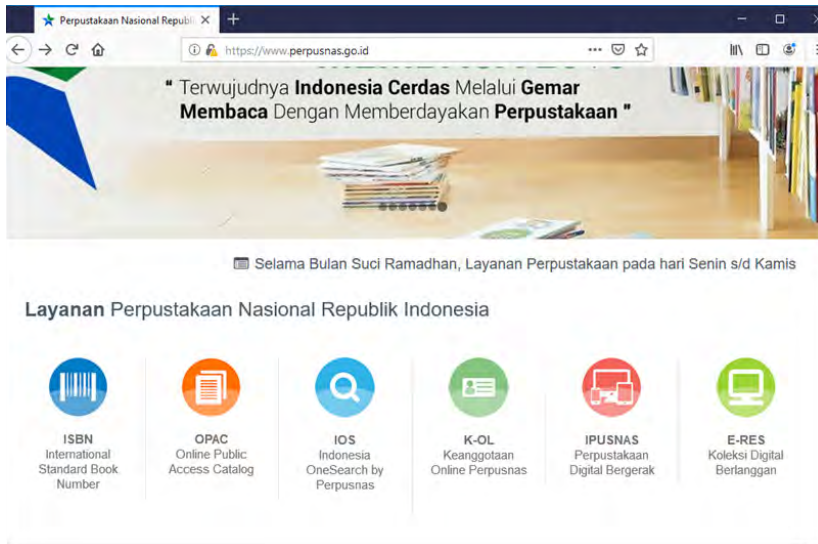 Perpustakaan Nasional Republi
https://www.perpusnas.go.id
" Terwujudnya Indonesia Cerdas Melalui Gemar
Membaca Dengan Memberdayakan Perpustakaan "
Selama Bulan Suci Ramadhan, Layanan Perpustakaan pada hari Senin s/d Kamis
Layanan Perpustakaan Nasional Republik Indonesia
ISBN
International
Standard Book
Number
OPAC
Online Public
Access Catalog
IOS
Indonesia
OneSearch by
Perpusnas
K-OL
Keanggotaan
Online Perpusnas
IPUSNAS
Perpustakaan
Digital Bergerak
E-RES
Koleksi Digital
Berlanggan